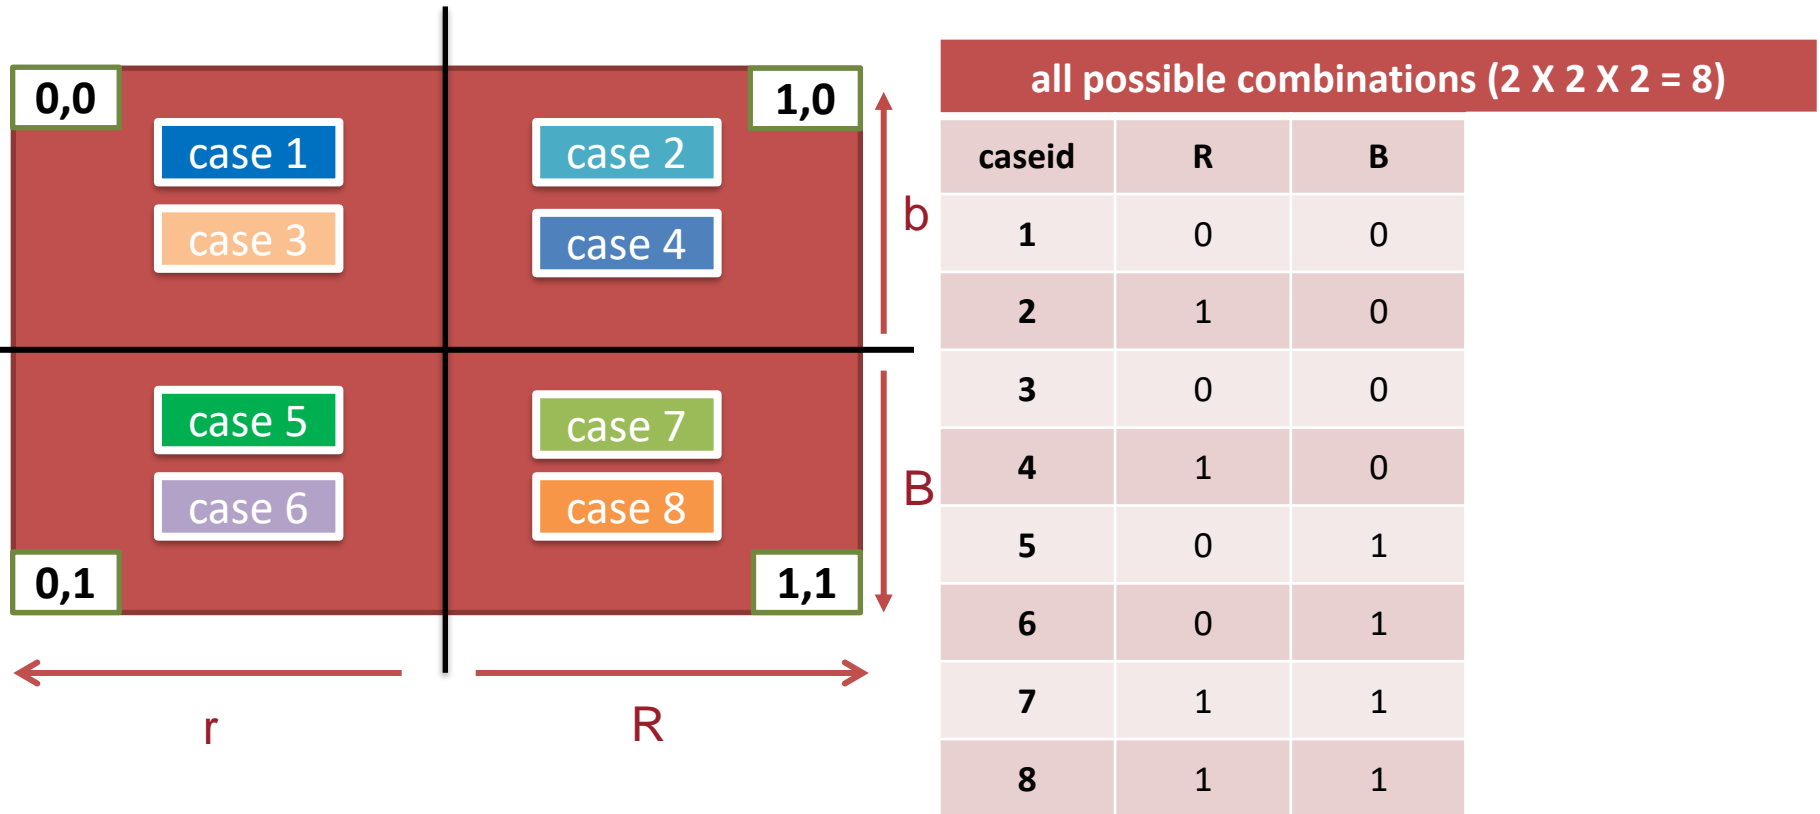 0,0
1,0
case 1
case 2
case 3
case 4
b
case 5
case 7
case 6
case 8
B
0,1
1,1
r
R
all possible combinations (2 X 2 X 2 = 8)
caseid R B
1 0 0
2 1 0
3 0 0
4 1 0
5 0 1
6 0 1
7 1 1
8 1 1